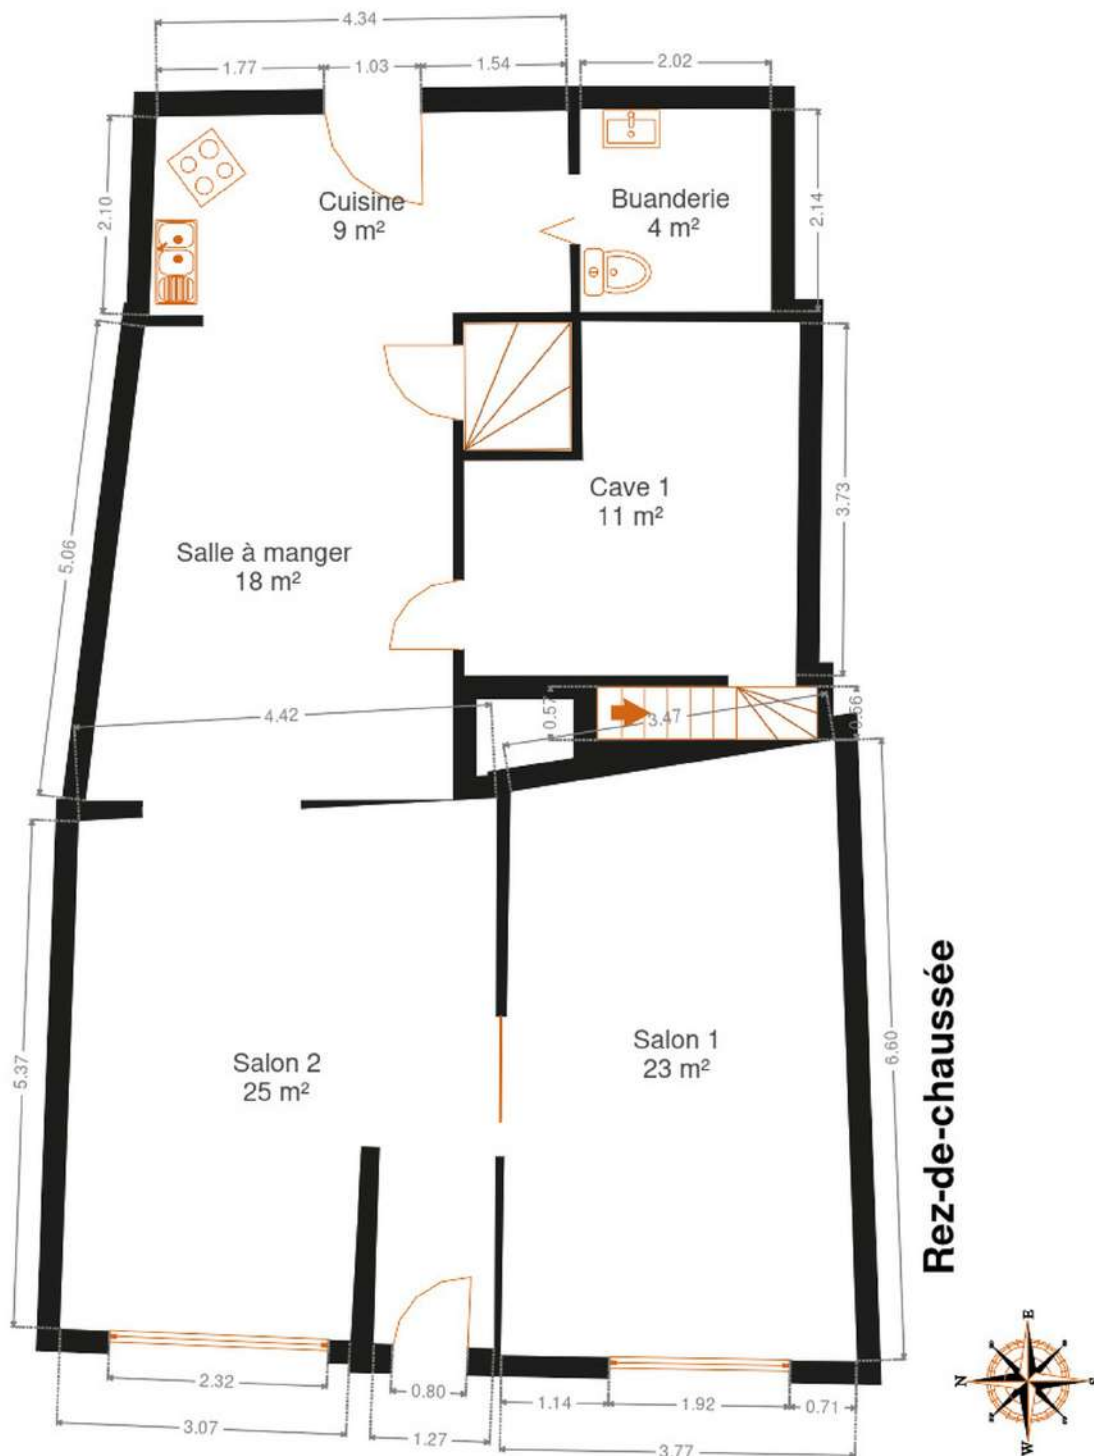 4.34
1.77
1.03
1.54
2.02
2.10
Cuisine
9 m²
Buanderie
4 m²
2.14
5.06
Cave 1
11 m²
3.73
Salle à manger
18 m²
4.42
0.57
3.47
0.56
5.37
Salon 2
25 m²
Salon 1
23 m²
6.60
Rez-de-chaussée
2.32
3.07
0.80
1.27
1.14
1.92
0.71
3.77
E
N
S
W